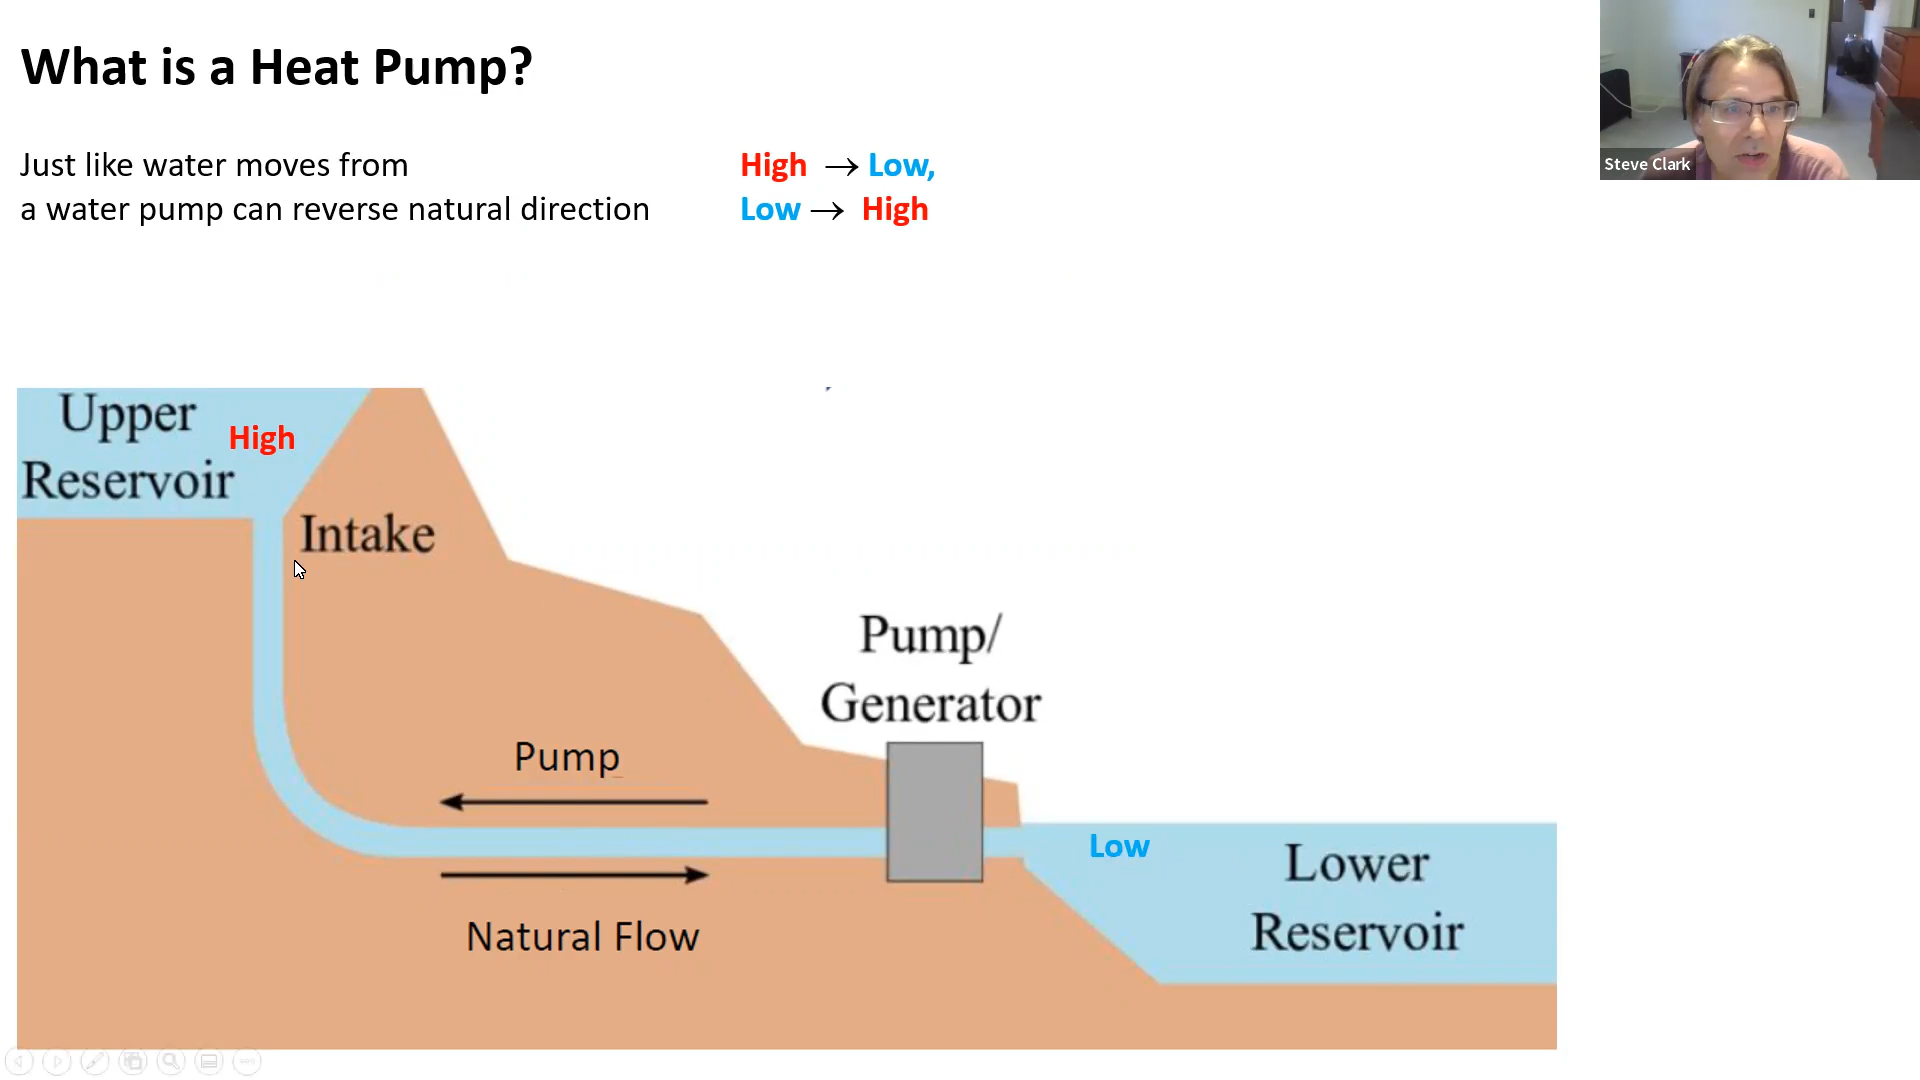 What is a Heat Pump?
Just like water moves from High → Low,
a water pump can reverse natural direction Low → High
Steve Clark
Upper
Reservoir
High
Intake
Pump/
Generator
Pump
Natural Flow
Low
Lower
Reservoir